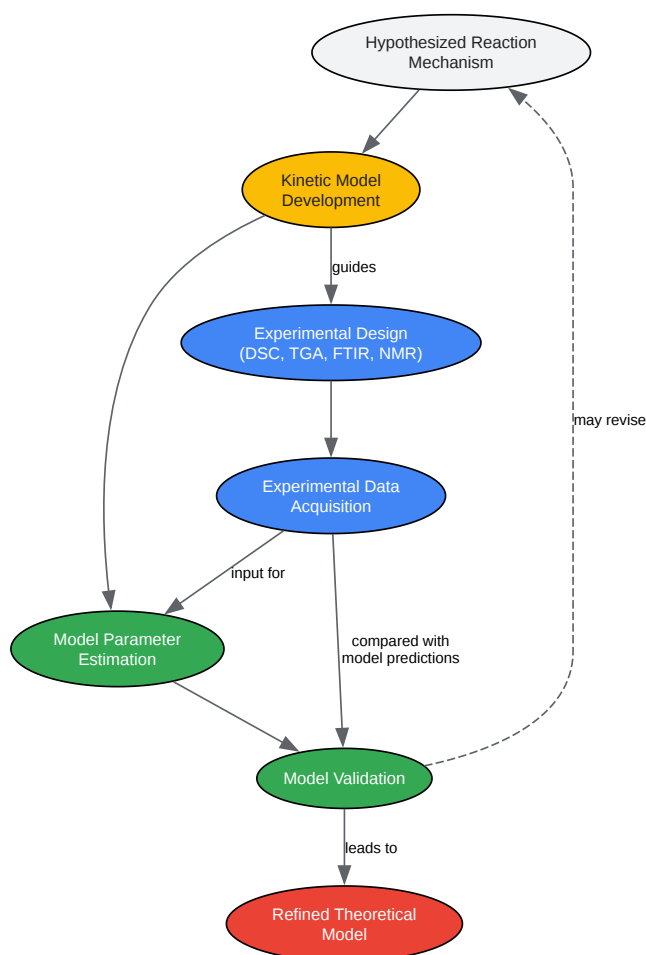 Hypothesized Reaction
Mechanism
Kinetic Model
Development
guides
Experimental Design
(DSC, TGA, FTIR, NMR)
may revise
Experimental Data
Acquisition
input for
Model Parameter
Estimation
compared with
model predictions
Model Validation
leads to
Refined Theoretical
Model